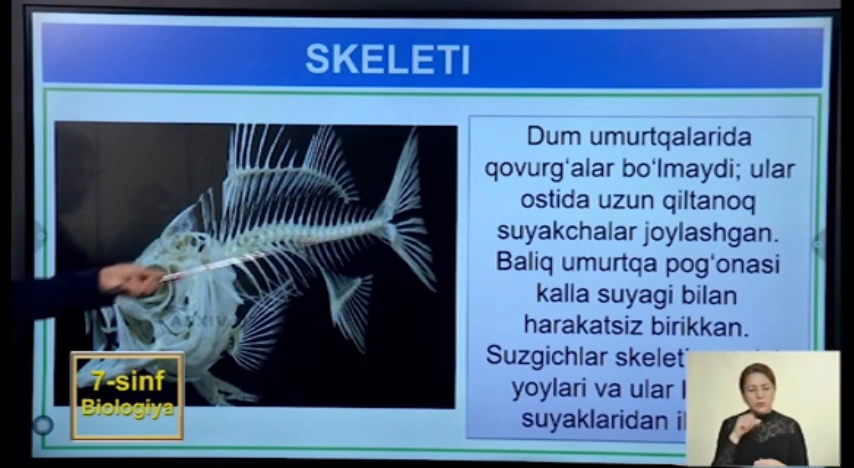 SKELETI
Dum umurtqalarida
qovurg‘alar bo‘lmaydi; ular
ostida uzun qiltanoq
suyakchalar joylashgan.
Baliq umurtqa pog‘onasi
kalla suyagi bilan
harakatsiz birikkan.
Suzgichlar skeleti
yoylari va ular
suyaklaridan
7-sinf
Biologiya